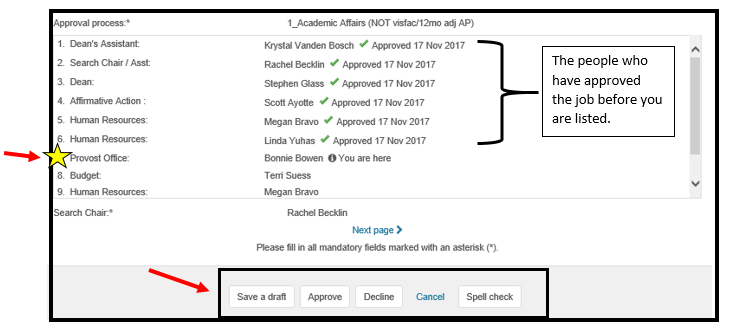 Approval process:* 1_Academic Affairs (NOT visfac/12mo adj AP)
1. Dean's Assistant: Krystal Vanden Bosch ✔ Approved 17 Nov 2017
2. Search Chair / Asst: Rachel Becklin ✔ Approved 17 Nov 2017
3. Dean: Stephen Glass ✔ Approved 17 Nov 2017
4. Affirmative Action : Scott Ayotte ✔ Approved 17 Nov 2017
5. Human Resources: Megan Bravo ✔ Approved 17 Nov 2017
6. Human Resources: Linda Yuhas ✔ Approved 17 Nov 2017
Provost Office: Bonnie Bowen You are here
8. Budget: Terri Suess
9. Human Resources: Megan Bravo
The people who
have approved
the job before you
are listed.
Search Chair:* Rachel Becklin
Next page
Please fill in all mandatory fields marked with an asterisk (*).
Save a draft Approve Decline Cancel Spell check